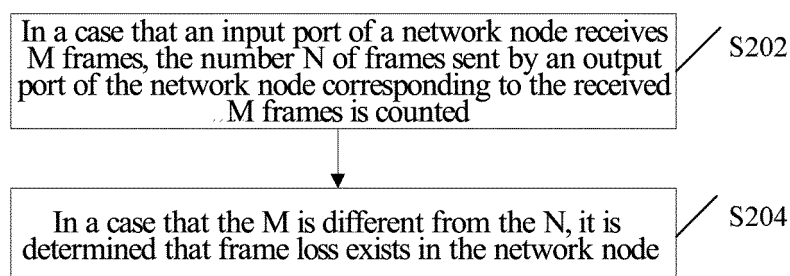 In a case that an input port of a network node receives
M frames, the number N of frames sent by an output
port of the network node corresponding to the received
M frames is counted
S202
In a case that the M is different from the N, it is
determined that frame loss exists in the network node
S204